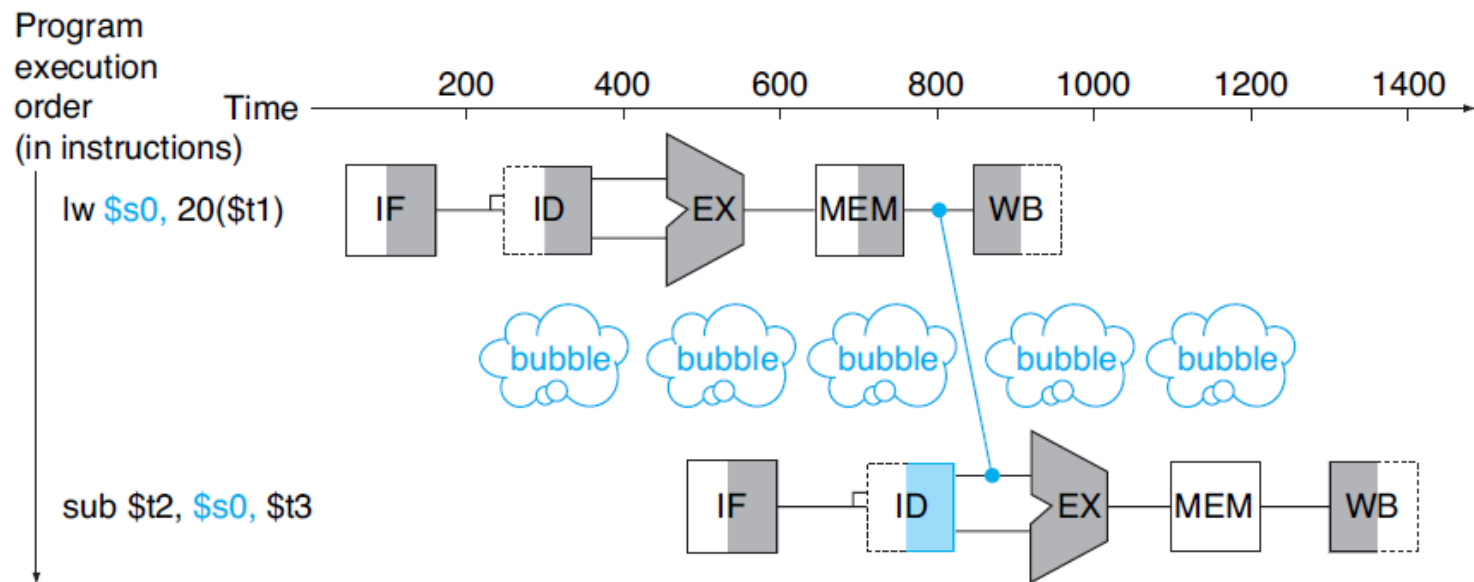 Program
execution
order
(in instructions)
Time
200 400 600 800 1000 1200 1400
lw $s0, 20($t1)
IF ID EX MEM WB
bubble bubble bubble bubble bubble
sub $t2, $s0, $t3
IF ID EX MEM WB